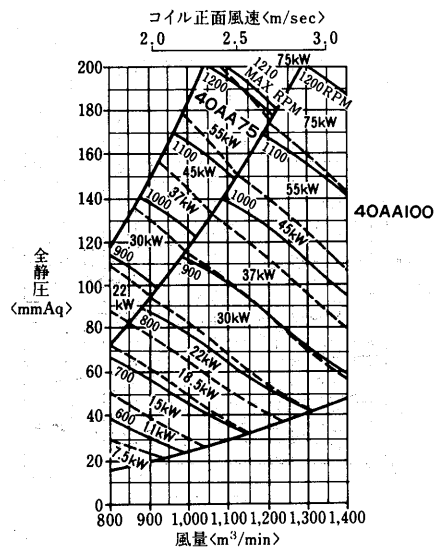 コイル正面風速<m/sec>
2.0 2.5 3.0
200
180
160
140
120
100
80
60
40
20
0
全静圧
<mmAq>
75kW
1210
MAX RPM
1200RPM
75kW
1200
40AA75
55kW
1100
1100
45kW
55kW
37kW
1000
1000
45kW
40AA100
30kW
37kW
900
900
22
kW
30kW
800
22kW
18.5kW
700
15kW
600
11kW
7.5kW
800 900 1,000 1,100 1,200 1,300 1,400
風量<m³/min>